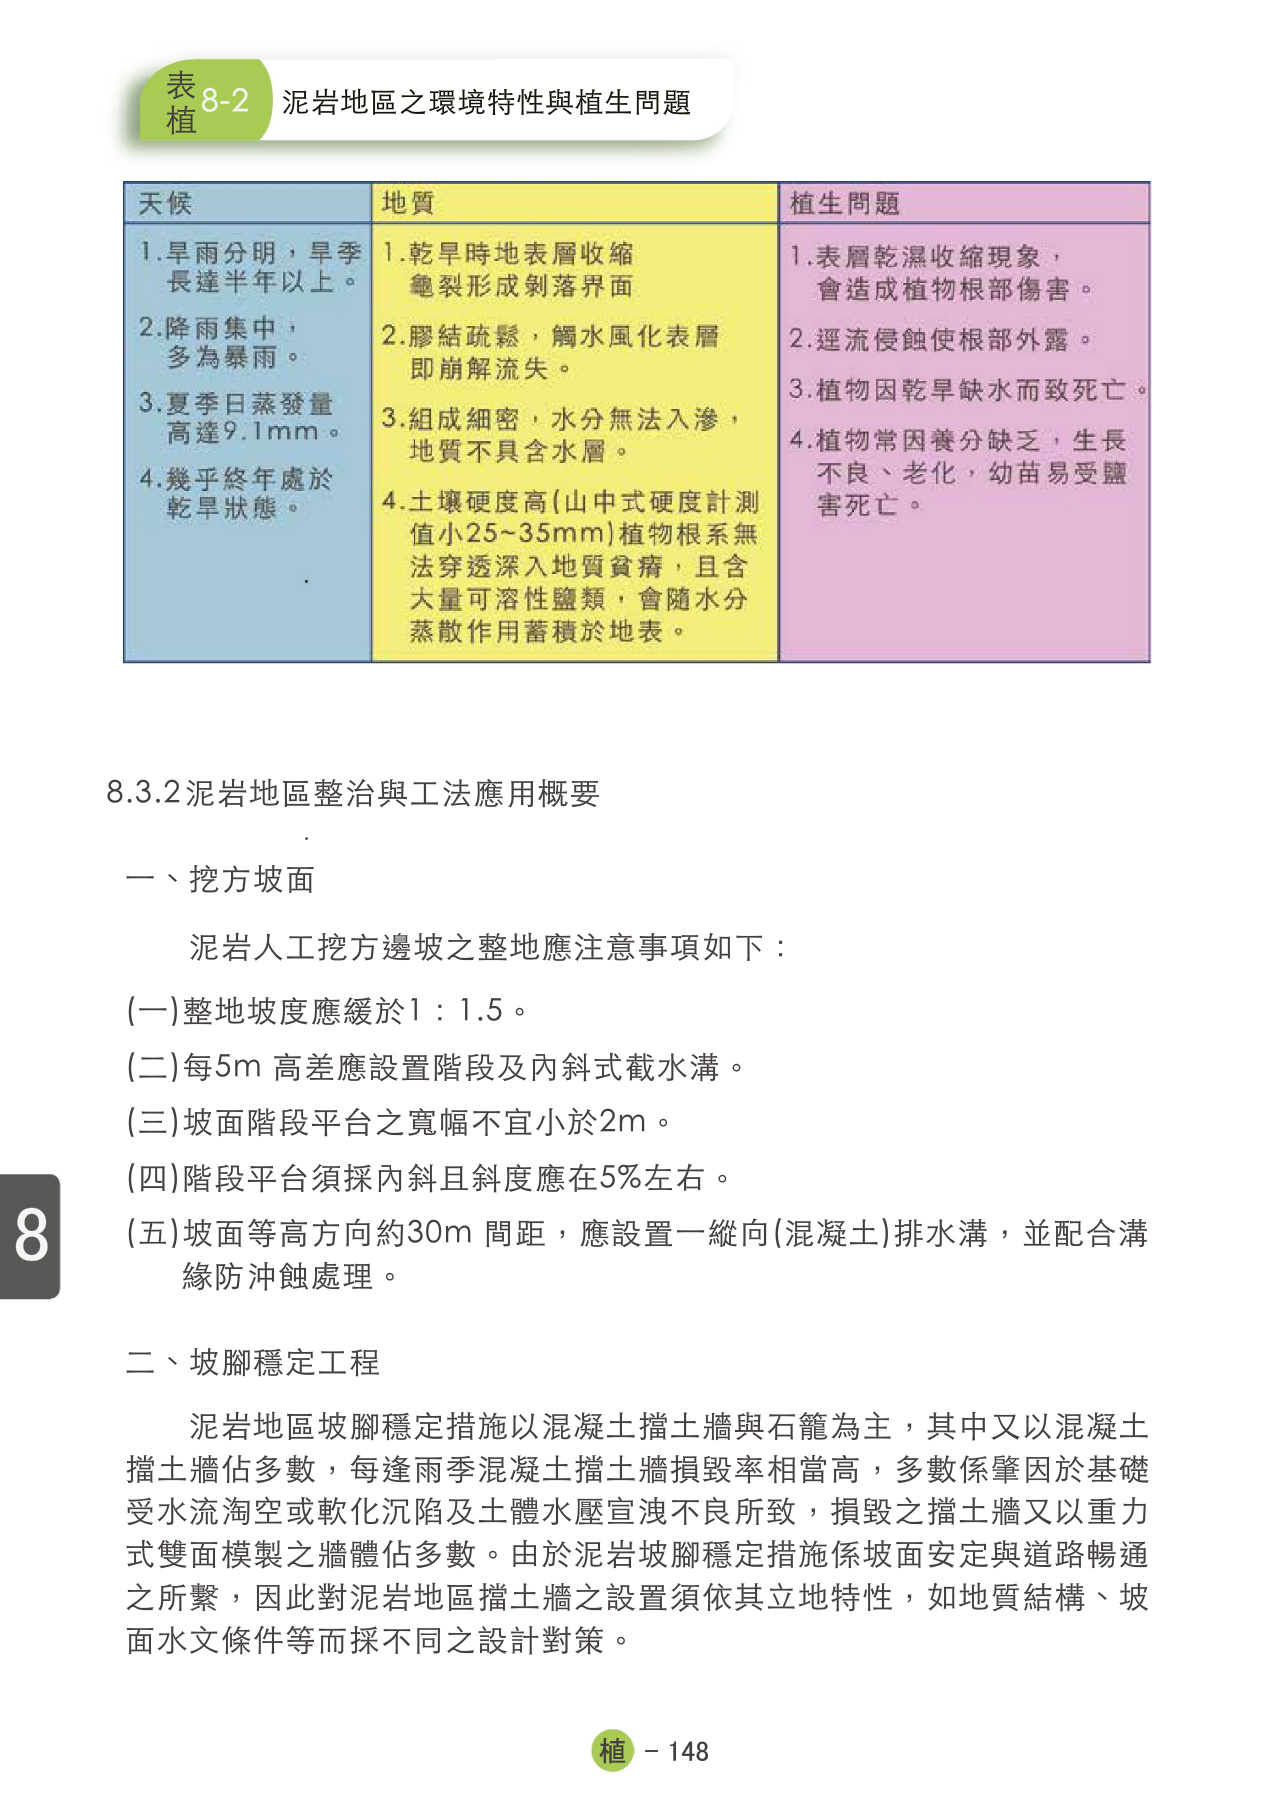 表植8-2 泥岩地區之環境特性與植生問題
天候
1.旱雨分明，旱季
長達半年以上。
2.降雨集中，
多為暴雨。
3.夏季日蒸發量
高達9.1mm。
4.幾乎終年處於
乾旱狀態。
地質
1.乾旱時地表層收縮
龜裂形成剝落界面
2.膠結疏鬆，觸水風化表層
即崩解流失。
3.組成細密，水分無法入滲，
地質不具含水層。
4.土壤硬度高(山中式硬度計測
值小25~35mm)植物根系無
法穿透深入地質貧瘠，且含
大量可溶性鹽類，會隨水分
蒸散作用蓄積於地表。
植生問題
1.表層乾濕收縮現象，
會造成植物根部傷害。
2.逕流侵蝕使根部外露。
3.植物因乾旱缺水而致死亡。
4.植物常因養分缺乏，生長
不良、老化，幼苗易受鹽
害死亡。
8.3.2泥岩地區整治與工法應用概要
一、挖方坡面
泥岩人工挖方邊坡之整地應注意事項如下：
(一)整地坡度應緩於1：1.5。
(二)每5m 高差應設置階段及內斜式截水溝。
(三)坡面階段平台之寬幅不宜小於2m。
(四)階段平台須採內斜且斜度應在5%左右。
(五)坡面等高方向約30m 間距，應設置一縱向(混凝土)排水溝，並配合溝
緣防沖蝕處理。
8
二、坡腳穩定工程
泥岩地區坡腳穩定措施以混凝土擋土牆與石籠為主，其中又以混凝土
擋土牆佔多數，每逢雨季混凝土擋土牆損毀率相當高，多數係肇因於基礎
受水流淘空或軟化沉陷及土體水壓宣洩不良所致，損毀之擋土牆又以重力
式雙面模製之牆體佔多數。由於泥岩坡腳穩定措施係坡面安定與道路暢通
之所繫，因此對泥岩地區擋土牆之設置須依其立地特性，如地質結構、坡
面水文條件等而採不同之設計對策。
植 – 148